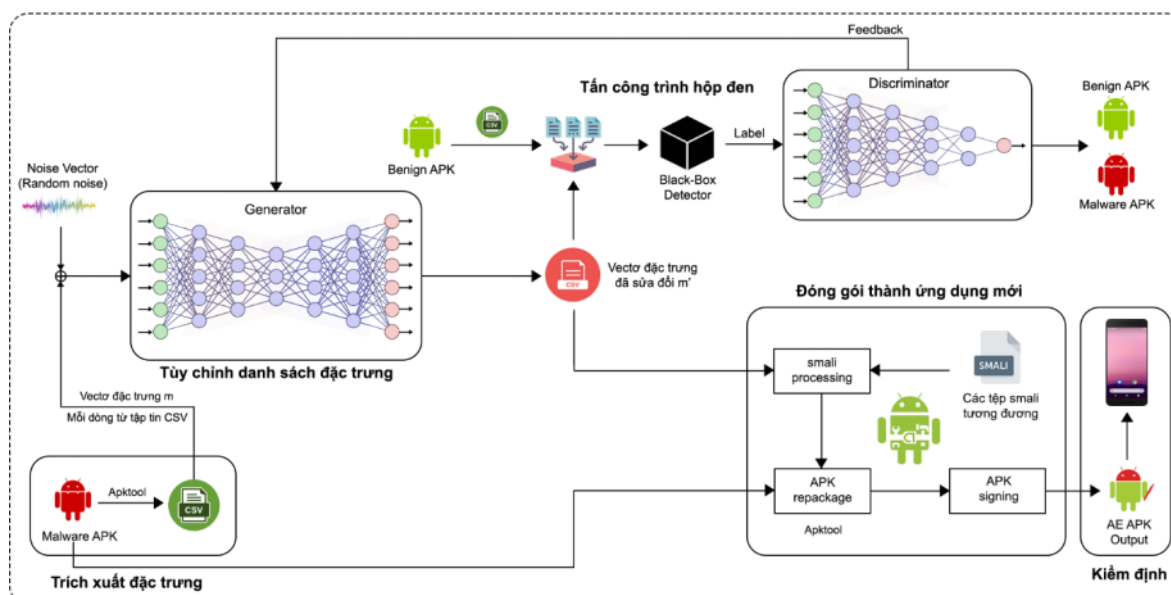 Feedback
Tấn công trình hộp đen
Discriminator
Benign APK
CSV
Noise Vector
(Random noise)
Benign APK
Label
Black-Box
Detector
Malware APK
Generator
CSV
Vectơ đặc trưng
đã sửa đổi m'
Đóng gói thành ứng dụng mới
Tùy chỉnh danh sách đặc trưng
smali
processing
SMALI
Các tệp smali
tương đương
Vectơ đặc trưng m
Mỗi dòng từ tập tin CSV
Apktool
CSV
Malware APK
APK
repackage
Apktool
APK
signing
AE APK
Output
Trích xuất đặc trưng
Kiểm định